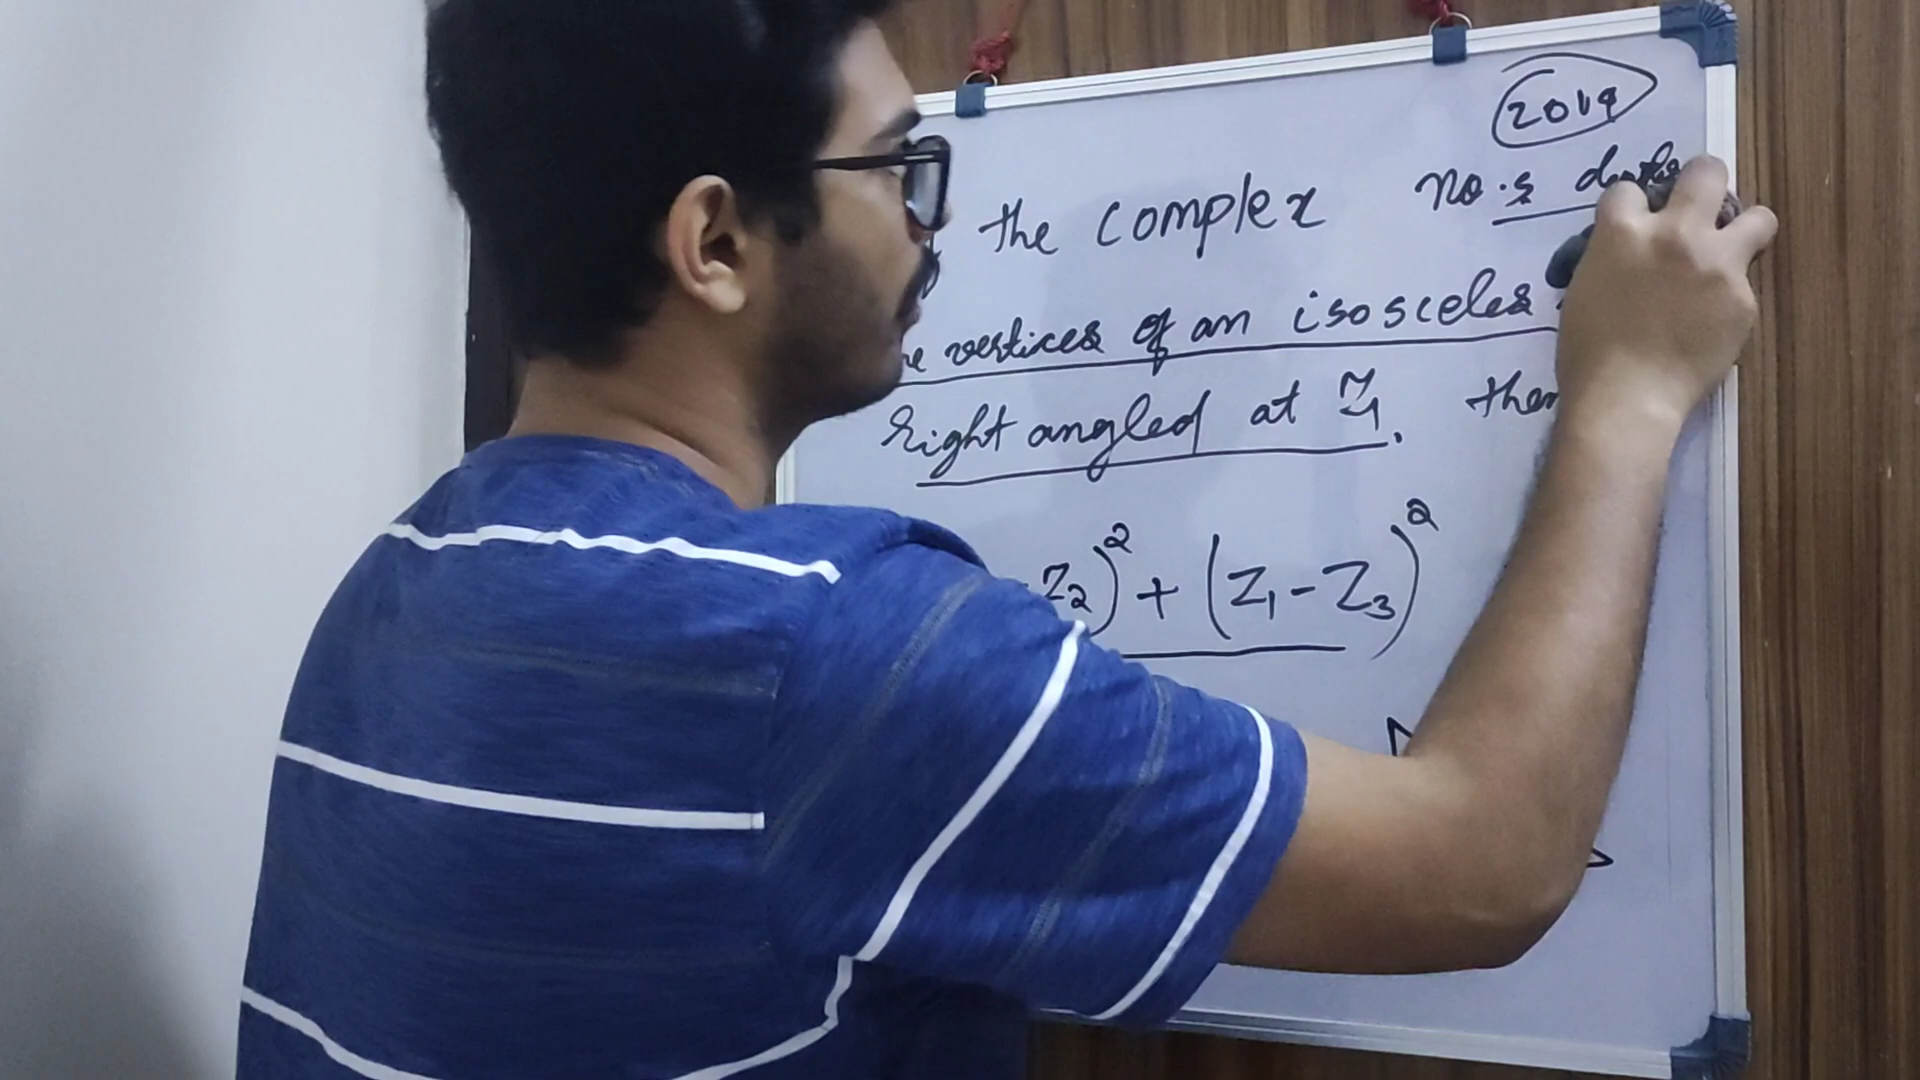 2019
the complex no.s
vertices of an isosceles
Right angled at Z1. then
Z2)² + (Z1 - Z3)²